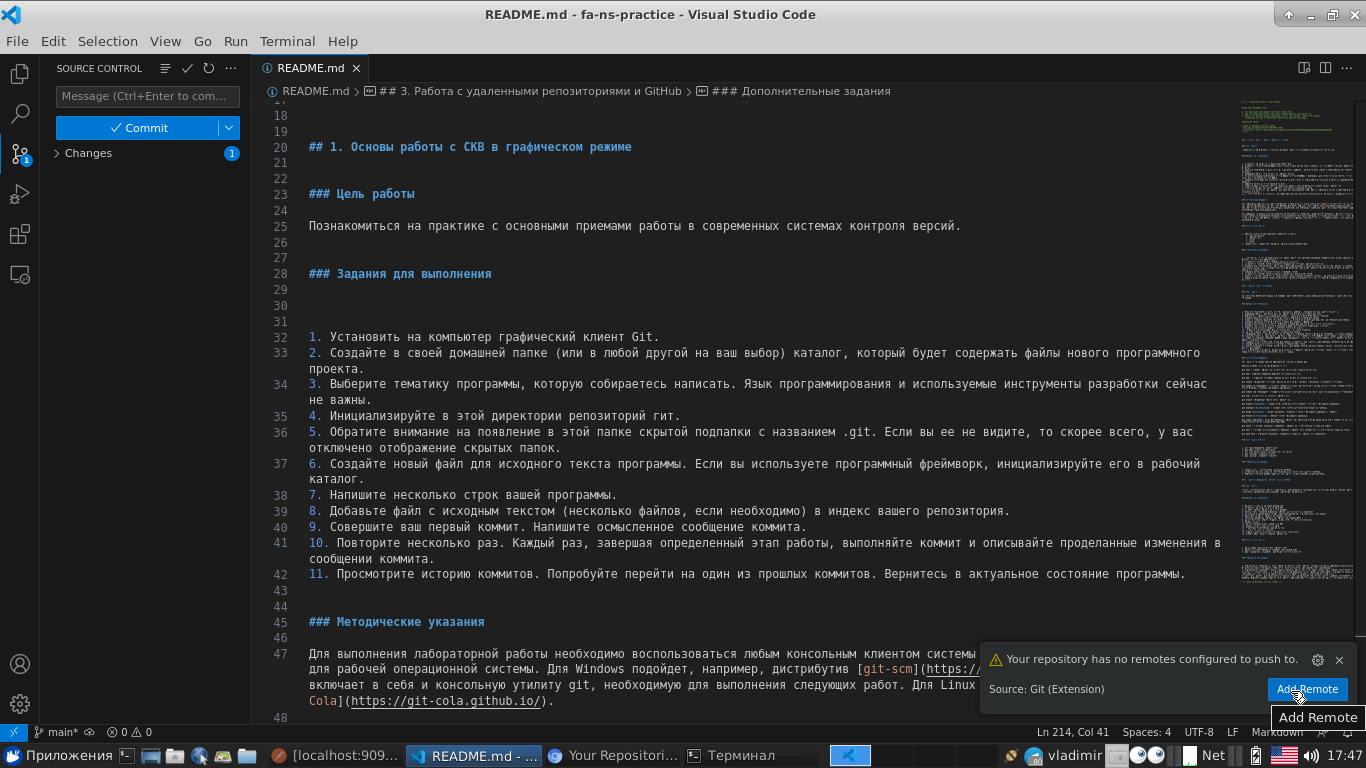 README.md - fa-ns-practice - Visual Studio Code
File Edit Selection View Go Run Terminal Help
SOURCE CONTROL
README.md
README.md > ## 3. Работа с удаленными репозиториями и GitHub > ### Дополнительные задания
Message (Ctrl+Enter to com...
Commit
Changes 1
1
17
18
19
20 ## 1. Основы работы с СКВ в графическом режиме
21
22
23 ### Цель работы
24
25 Познакомиться на практике с основными приемами работы в современных системах контроля версий.
26
27
28 ### Задания для выполнения
29
30
31
32 1. Установить на компьютер графический клиент Git.
33 2. Создайте в своей домашней папке (или в любой другой на ваш выбор) каталог, который будет содержать файлы нового программного
проекта.
34 3. Выберите тематику программы, которую собираетесь написать. Язык программирования и используемые инструменты разработки сейчас
не важны.
35 4. Инициализируйте в этой директории репозиторий гит.
36 5. Обратите внимание на появление в этой папке скрытой подпапки с названием .git. Если вы ее не видите, то скорее всего, у вас
отключено отображение скрытых папок.
37 6. Создайте новый файл для исходного текста программы. Если вы используете программный фреймворк, инициализируйте его в рабочий
каталог.
38 7. Напишите несколько строк вашей программы.
39 8. Добавьте файл с исходным текстом (несколько файлов, если необходимо) в индекс вашего репозитория.
40 9. Совершите ваш первый коммит. Напишите осмысленное сообщение коммита.
41 10. Повторите несколько раз. Каждый раз, завершая определенный этап работы, выполняйте коммит и описывайте проделанные изменения в
сообщении коммита.
42 11. Просмотрите историю коммитов. Попробуйте перейти на один из прошлых коммитов. Вернитесь в актуальное состояние программы.
43
44
45 ### Методические указания
46
47 Для выполнения лабораторной работы необходимо воспользоваться любым консольным клиентом системы
для рабочей операционной системы. Для Windows подойдет, например, дистрибутив [git-scm](https:/
включает в себя и консольную утилиту git, необходимую для выполнения следующих работ. Для Linux
Cola](https://git-cola.github.io/).
48
Your repository has no remotes configured to push to.
Source: Git (Extension)
Add Remote
Add Remote
main* 0 0
Ln 214, Col 41 Spaces: 4 UTF-8 LF Markdown
Приложения
[localhost:909...
README.md - ...
Your Repositori...
Терминал
80
vladimir
Net
17:47